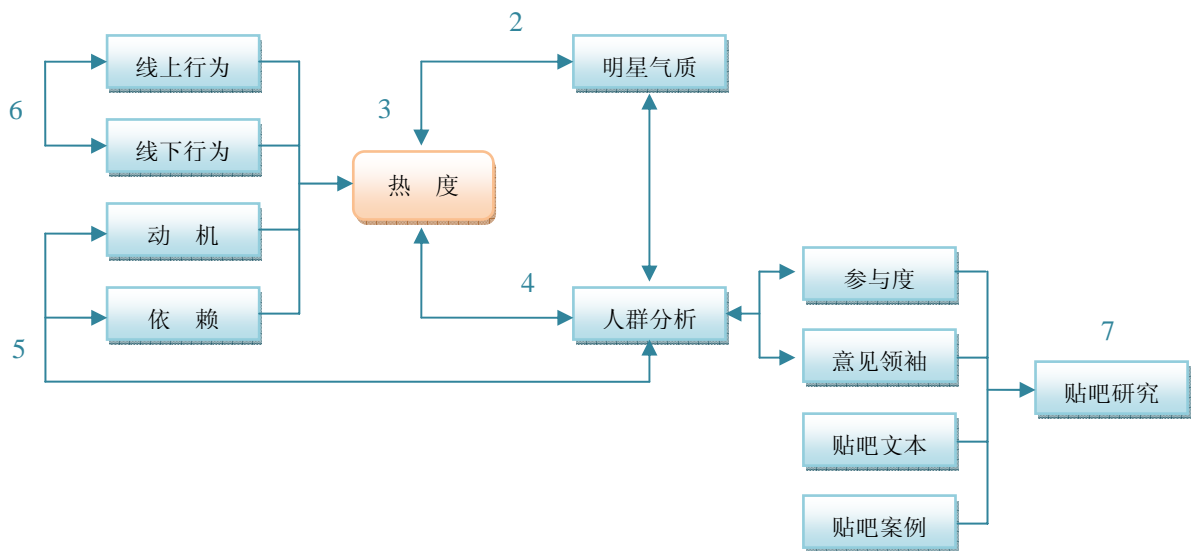 2
线上行为
明星气质
6
3
线下行为
热 度
动 机
参与度
4
依 赖
人群分析
5
意见领袖
7
贴吧研究
贴吧文本
贴吧案例